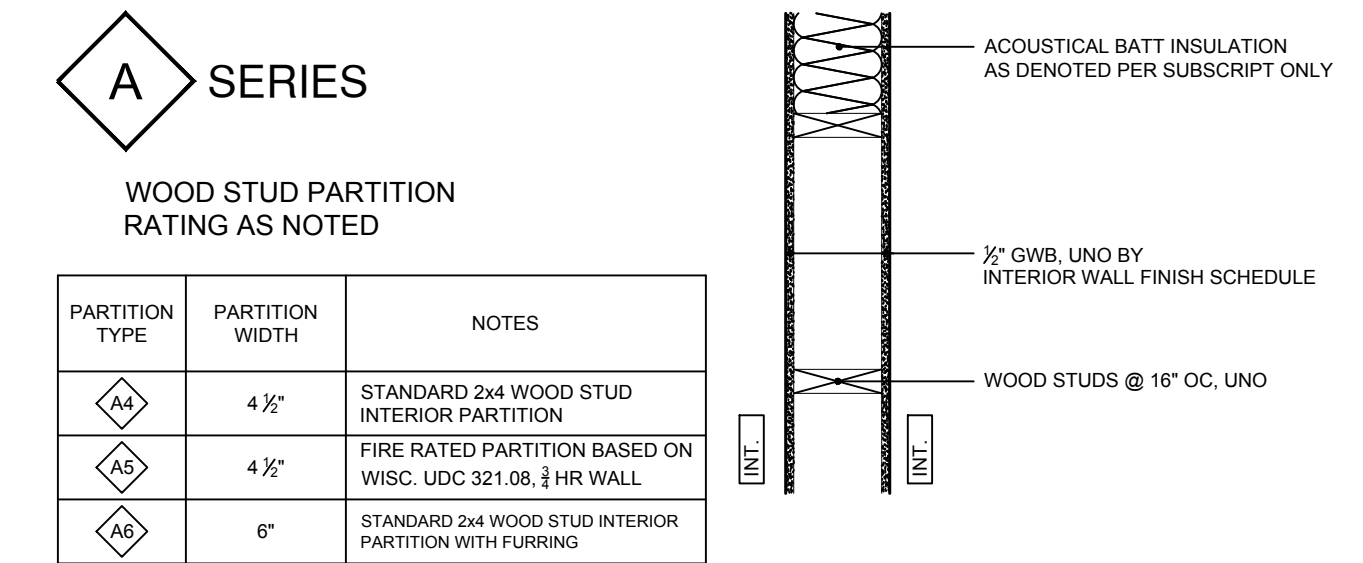 A SERIES
WOOD STUD PARTITION
RATING AS NOTED
PARTITION
TYPE
PARTITION
WIDTH
NOTES
A4
4 ½"
STANDARD 2x4 WOOD STUD
INTERIOR PARTITION
A5
4 ½"
FIRE RATED PARTITION BASED ON
WISC. UDC 321.08, ¾ HR WALL
A6
6"
STANDARD 2x4 WOOD STUD INTERIOR
PARTITION WITH FURRING
ACOUSTICAL BATT INSULATION
AS DENOTED PER SUBSCRIPT ONLY
½" GWB, UNO BY
INTERIOR WALL FINISH SCHEDULE
WOOD STUDS @ 16" OC, UNO
INT.
INT.